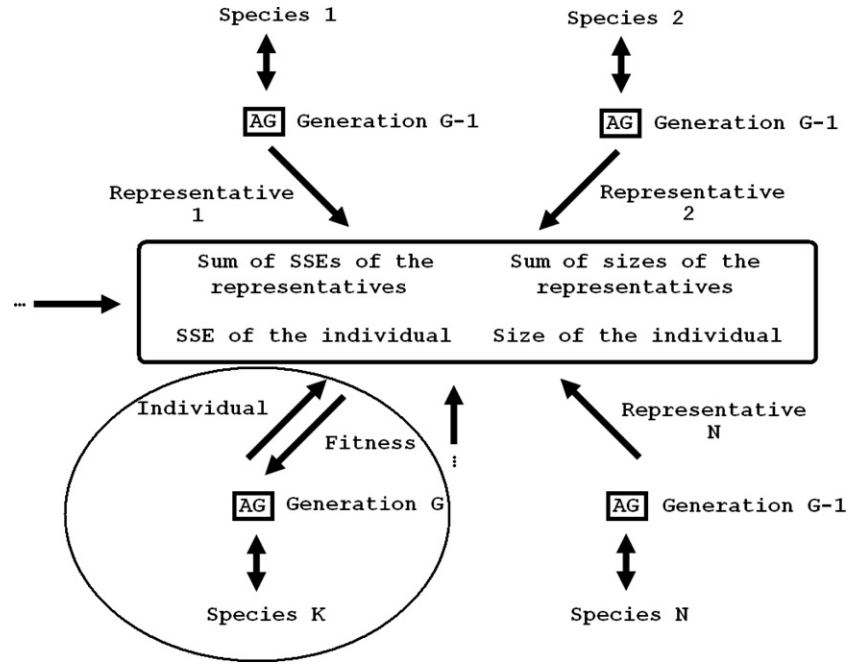 Species 1
Species 2
AG Generation G-1
AG Generation G-1
Representative
1
Representative
2
Sum of SSEs of the
representatives
Sum of sizes of the
representatives
...
SSE of the individual
Size of the individual
Individual
Fitness
...
Representative
N
AG Generation G
AG Generation G-1
Species K
Species N